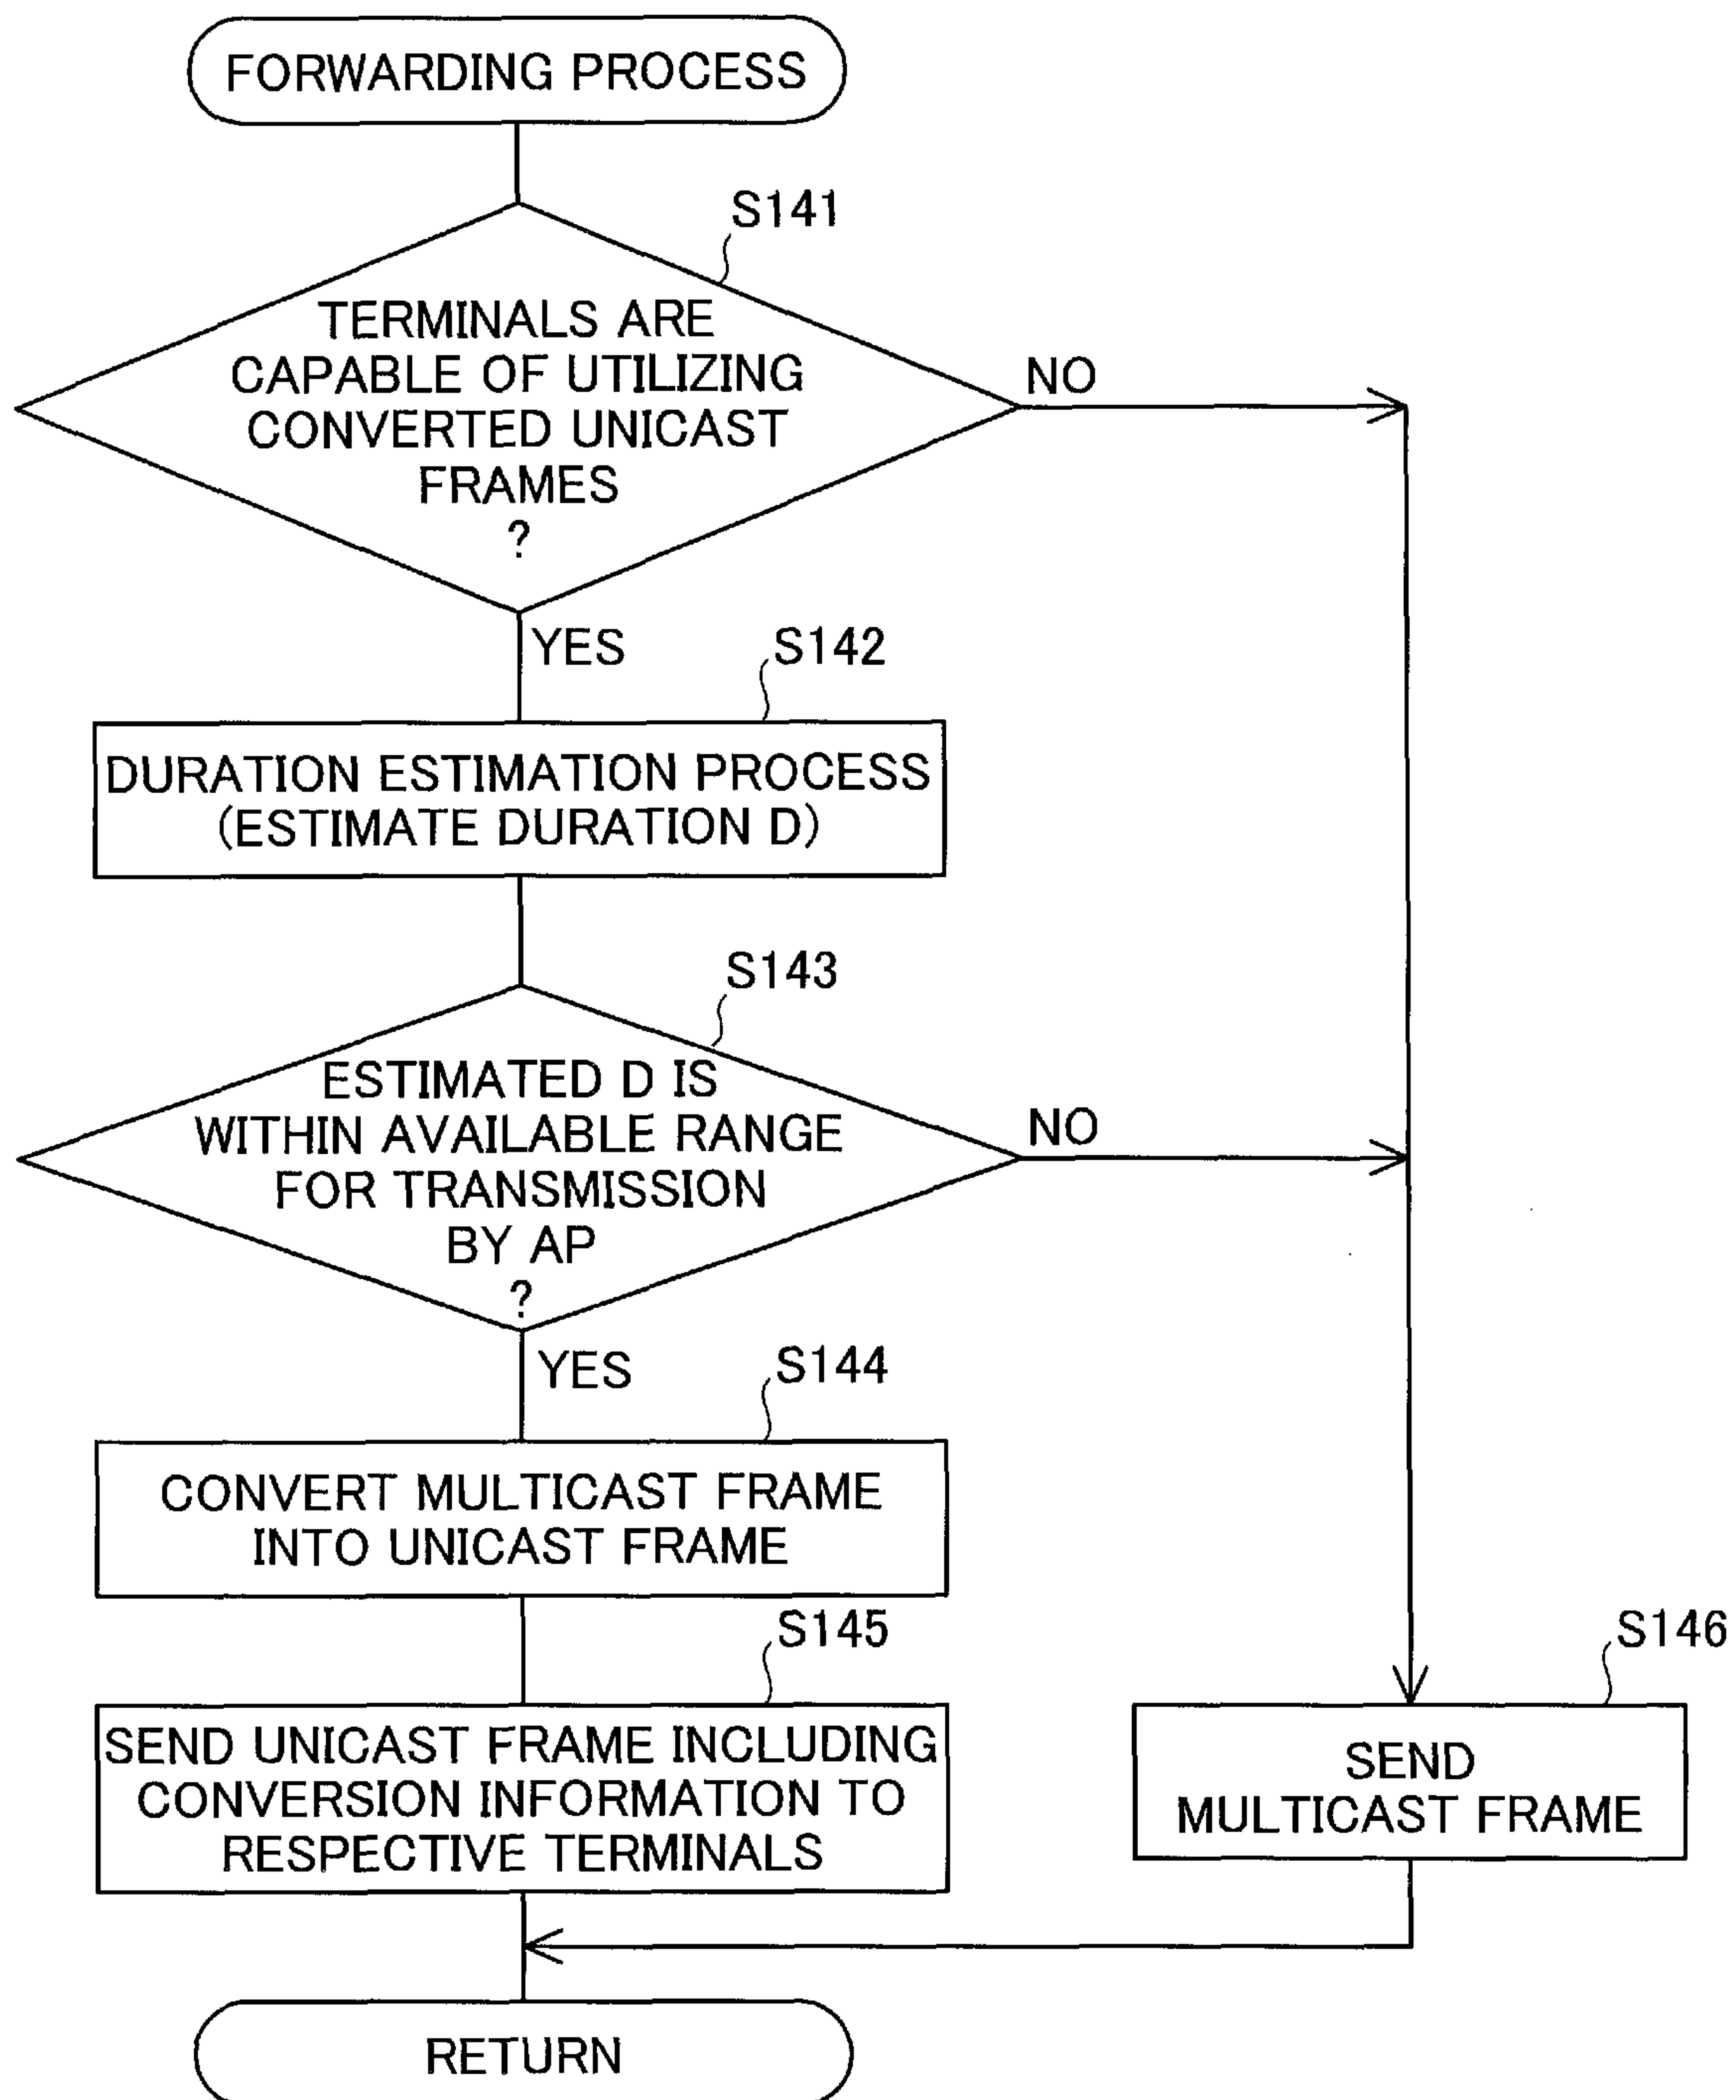 FORWARDING PROCESS
S141
TERMINALS ARE
CAPABLE OF UTILIZING
CONVERTED UNICAST
FRAMES
?
NO
YES
S142
DURATION ESTIMATION PROCESS
(ESTIMATE DURATION D)
S143
ESTIMATED D IS
WITHIN AVAILABLE RANGE
FOR TRANSMISSION
BY AP
?
NO
YES
S144
CONVERT MULTICAST FRAME
INTO UNICAST FRAME
S145
SEND UNICAST FRAME INCLUDING
CONVERSION INFORMATION TO
RESPECTIVE TERMINALS
S146
SEND
MULTICAST FRAME
RETURN